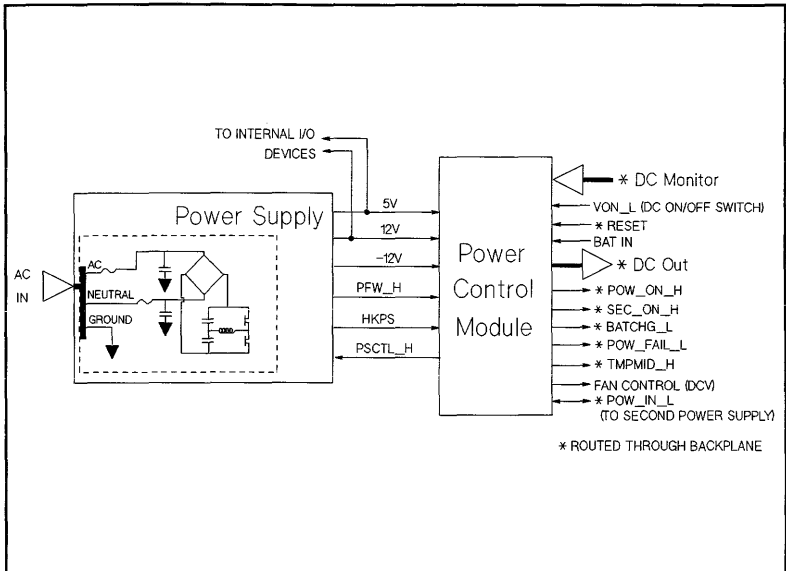 TO INTERNAL I/O
DEVICES
Power Supply
AC
IN
AC
NEUTRAL
GROUND
5V
12V
-12V
PFW_H
HKPS
PSCTL_H
Power
Control
Module
* DC Monitor
VON_L (DC ON/OFF SWITCH)
* RESET
BAT IN
* DC Out
* POW_ON_H
* SEC_ON_H
* BATCHG_L
* POW_FAIL_L
* TMPMID_H
FAN CONTROL (DCV)
* POW_IN_L
(TO SECOND POWER SUPPLY)
* ROUTED THROUGH BACKPLANE